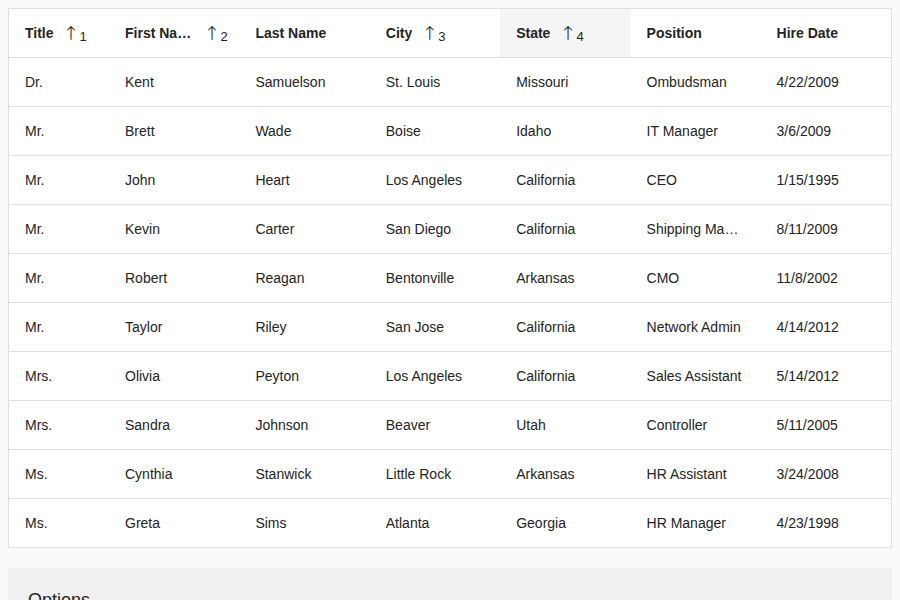 Title ↑ 1 First Na… ↑ 2 Last Name City ↑ 3 State ↑ 4 Position Hire Date
Dr. Kent Samuelson St. Louis Missouri Ombudsman 4/22/2009
Mr. Brett Wade Boise Idaho IT Manager 3/6/2009
Mr. John Heart Los Angeles California CEO 1/15/1995
Mr. Kevin Carter San Diego California Shipping Ma… 8/11/2009
Mr. Robert Reagan Bentonville Arkansas CMO 11/8/2002
Mr. Taylor Riley San Jose California Network Admin 4/14/2012
Mrs. Olivia Peyton Los Angeles California Sales Assistant 5/14/2012
Mrs. Sandra Johnson Beaver Utah Controller 5/11/2005
Ms. Cynthia Stanwick Little Rock Arkansas HR Assistant 3/24/2008
Ms. Greta Sims Atlanta Georgia HR Manager 4/23/1998
Options